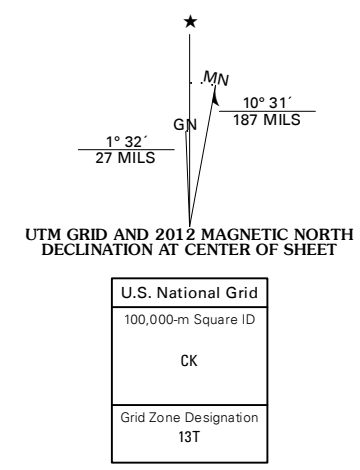 ★
MN
GN
10° 31´
187 MILS
1° 32´
27 MILS
UTM GRID AND 2012 MAGNETIC NORTH
DECLINATION AT CENTER OF SHEET
U.S. National Grid
100,000-m Square ID
CK
Grid Zone Designation
13T